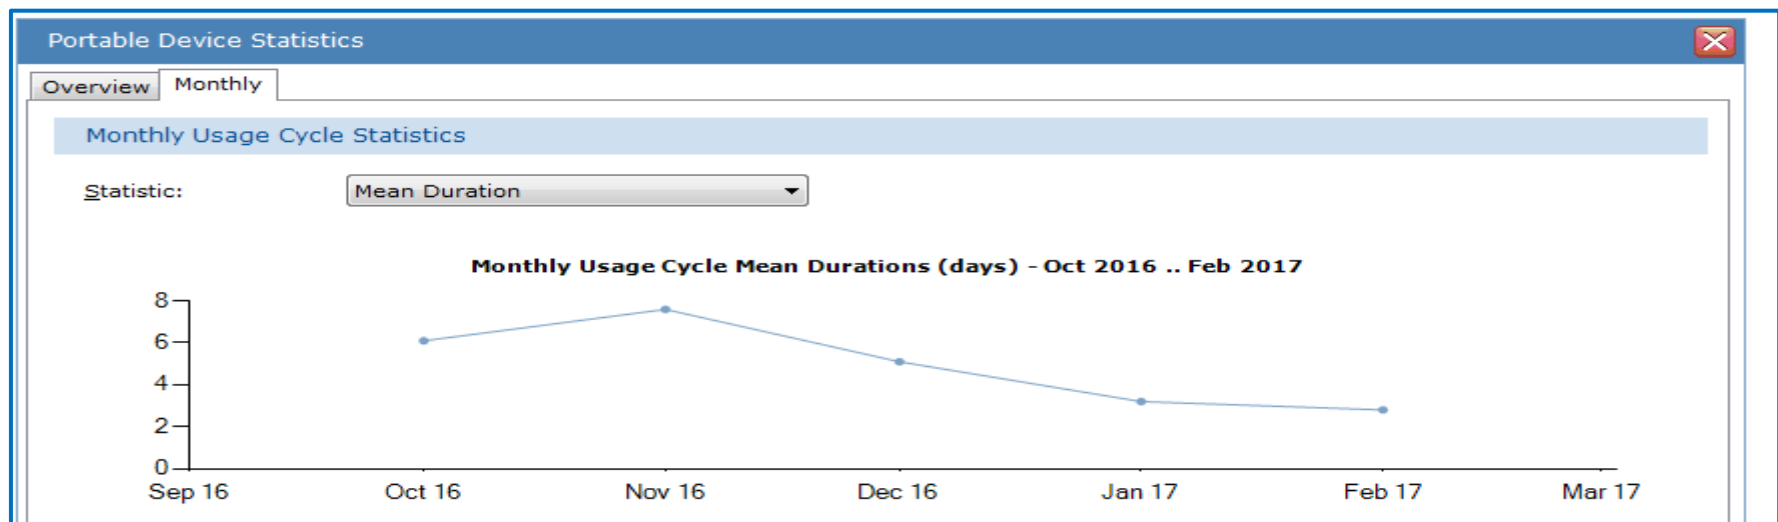 Portable Device Statistics
Overview Monthly
Monthly Usage Cycle Statistics
Statistic: Mean Duration
Monthly Usage Cycle Mean Durations (days) - Oct 2016 .. Feb 2017
8
6
4
2
0
Sep 16 Oct 16 Nov 16 Dec 16 Jan 17 Feb 17 Mar 17